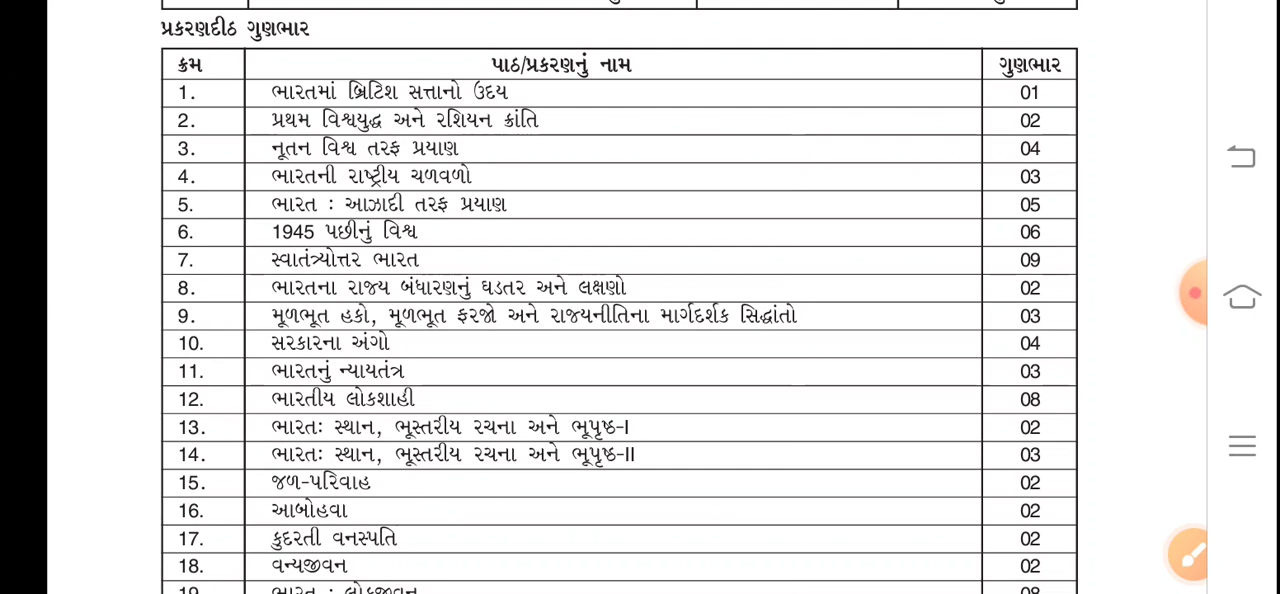 પ્રકરણદીઠ ગુણભાર
ક્રમ પાઠ/પ્રકરણનું નામ ગુણભાર
1. ભારતમાં બ્રિટિશ સત્તાનો ઉદય 01
2. પ્રથમ વિશ્વયુદ્ધ અને રશિયન ક્રાંતિ 02
3. નૂતન વિશ્વ તરફ પ્રયાણ 04
4. ભારતની રાષ્ટ્રીય ચળવળો 03
5. ભારત : આઝાદી તરફ પ્રયાણ 05
6. 1945 પછીનું વિશ્વ 06
7. સ્વાતંત્ર્યોત્તર ભારત 09
8. ભારતના રાજ્ય બંધારણનું ઘડતર અને લક્ષણો 02
9. મૂળભૂત હકો, મૂળભૂત ફરજો અને રાજ્યનીતિના માર્ગદર્શક સિદ્ધાંતો 03
10. સરકારના અંગો 04
11. ભારતનું ન્યાયતંત્ર 03
12. ભારતીય લોકશાહી 08
13. ભારતઃ સ્થાન, ભૂસ્તરીય રચના અને ભૂપૃષ્ઠ-I 02
14. ભારતઃ સ્થાન, ભૂસ્તરીય રચના અને ભૂપૃષ્ઠ-II 03
15. જળ-પરિવાહ 02
16. આબોહવા 02
17. કુદરતી વનસ્પતિ 02
18. વન્યજીવન 02
19. ભારત : લોકજીવન 08